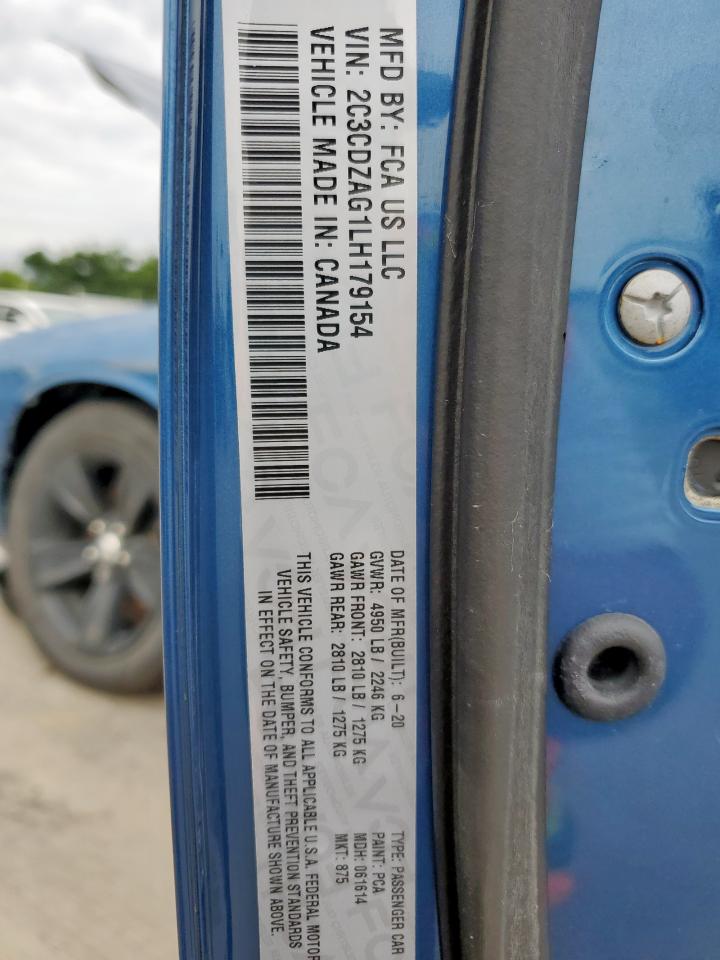 MFD BY: FCA US LLC
VIN: 2C3CDZAG1LH179154
VEHICLE MADE IN: CANADA
DATE OF MFR(BUILT): 6-20
GVWR: 4950 LB / 2246 KG
GAWR FRONT: 2810 LB / 1275 KG
GAWR REAR: 2810 LB / 1275 KG
THIS VEHICLE CONFORMS TO ALL APPLICABLE U.S.A. FEDERAL MOTOR
VEHICLE SAFETY, BUMPER, AND THEFT PREVENTION STANDARDS
IN EFFECT ON THE DATE OF MANUFACTURE SHOWN ABOVE.
TYPE: PASSENGER CAR
PAINT: PCA
MDH: 061614
MKT: 875